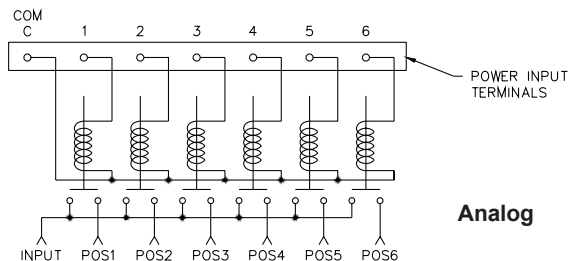 COM
C 1 2 3 4 5 6
POWER INPUT
TERMINALS
Analog
INPUT POS1 POS2 POS3 POS4 POS5 POS6